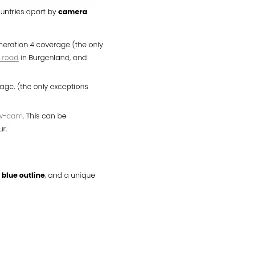 untries apart by camera
neration 4 coverage (the only
road in Burgenland, and
age. (the only exceptions
w-cam. This can be
ur.
blue outline, and a unique